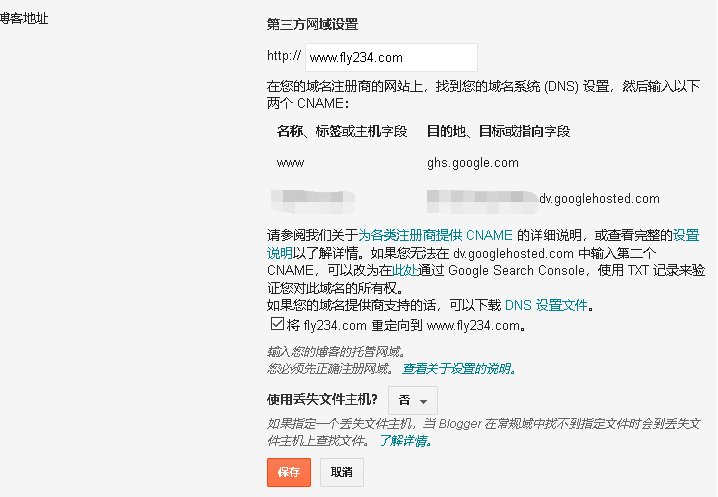 博客地址
第三方网域设置
http:// www.fly234.com
在您的域名注册商的网站上，找到您的域名系统 (DNS) 设置，然后输入以下
两个 CNAME：
名称、标签或主机字段 目的地、目标或指向字段
www ghs.google.com
dv.googlehosted.com
请参阅我们关于为各类注册商提供 CNAME 的详细说明，或查看完整的设置
说明以了解详情。如果您无法在 dv.googlehosted.com 中输入第二个
CNAME，可以改为在此处通过 Google Search Console，使用 TXT 记录来验
证您对此域名的所有权。
如果您的域名提供商支持的话，可以下载 DNS 设置文件。
将 fly234.com 重定向到 www.fly234.com。
输入您的博客的托管网域。
您必须先正确注册网域。 查看关于设置的说明。
使用丢失文件主机? 否
如果指定一个丢失文件主机，当 Blogger 在常规域中找不到指定文件时会到丢失文
件主机上查找文件。 了解详情。
保存 取消